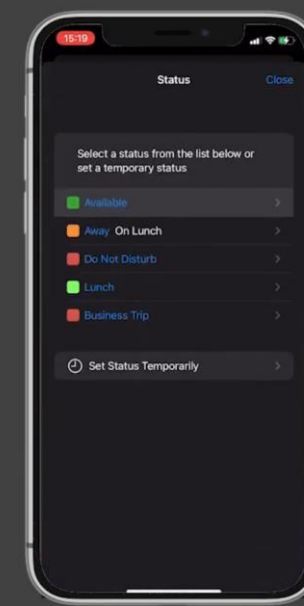 15:19
Status
Close
Select a status from the list below or
set a temporary status
Available
Away On Lunch
Do Not Disturb
Lunch
Business Trip
Set Status Temporarily